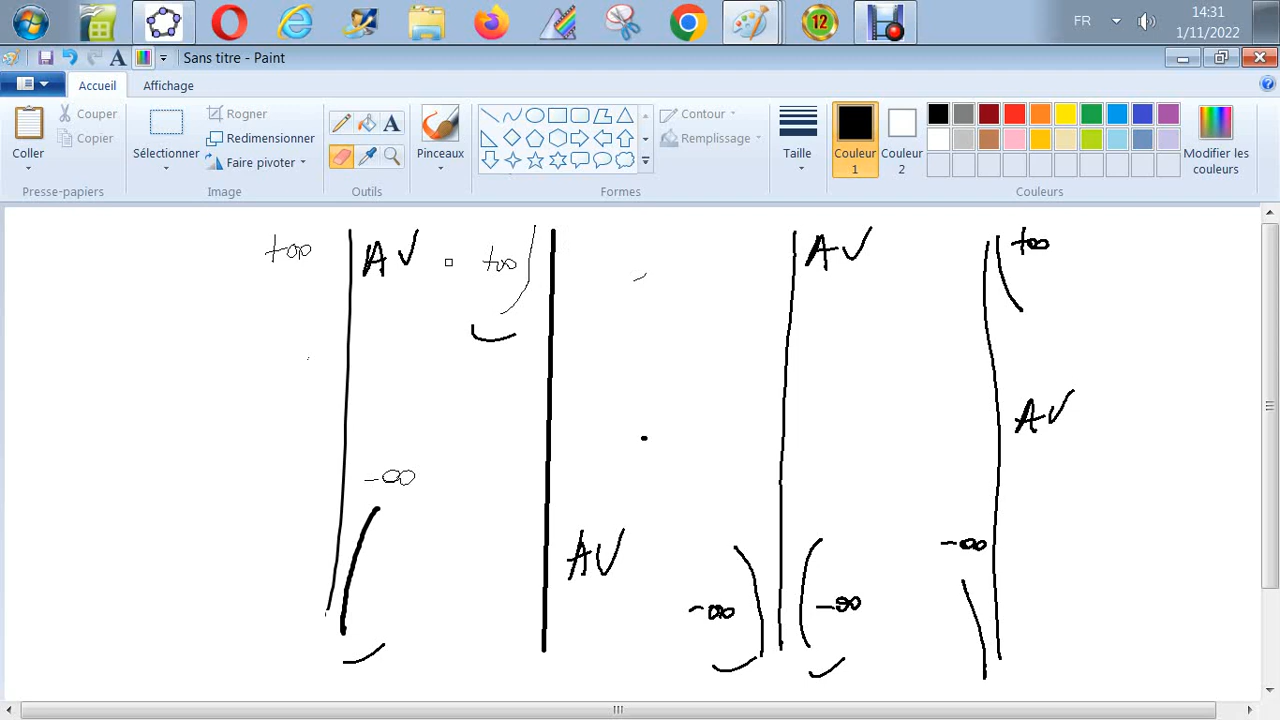 12
FR
14:31
1/11/2022
Sans titre - Paint
Accueil
Affichage
Coller
Couper
Copier
Presse-papiers
Sélectionner
Rogner
Redimensionner
Faire pivoter
Image
A
Outils
Pinceaux
Contour
Remplissage
Formes
Taille
Couleur
1
Couleur
2
Modifier les
couleurs
Couleurs
+∞ AV +∞ AV +∞
AV
-∞
-∞
AV
-∞ -∞